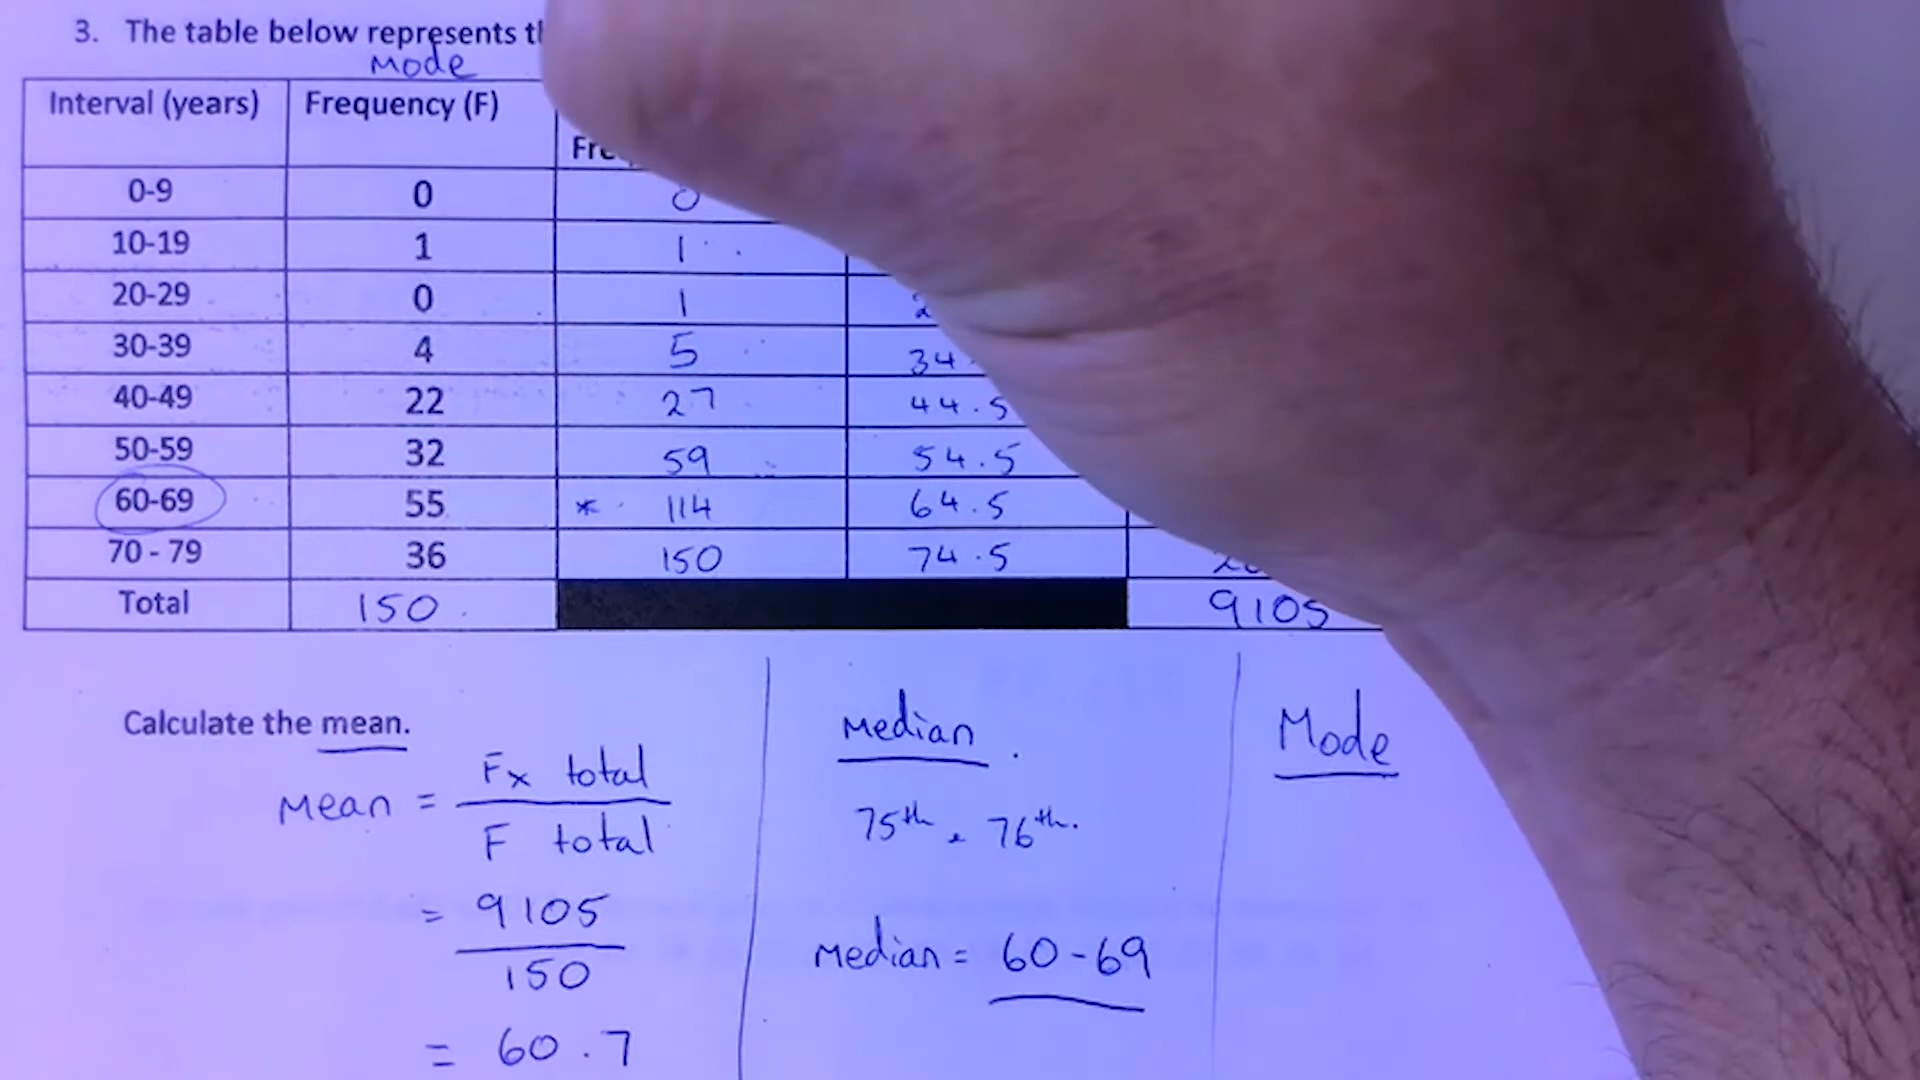 3. The table below represents
Mode
Interval (years) Frequency (F)
0-9 0 0
10-19 1 1
20-29 0 1
30-39 4 5 34
40-49 22 27 44.5
50-59 32 59 54.5
60-69 55 * 114 64.5
70 - 79 36 150 74.5
Total 150 9105
Calculate the mean.
Mean = Fx total
F total
= 9105
150
= 60.7
Median
75th 76th.
Median = 60-69
Mode